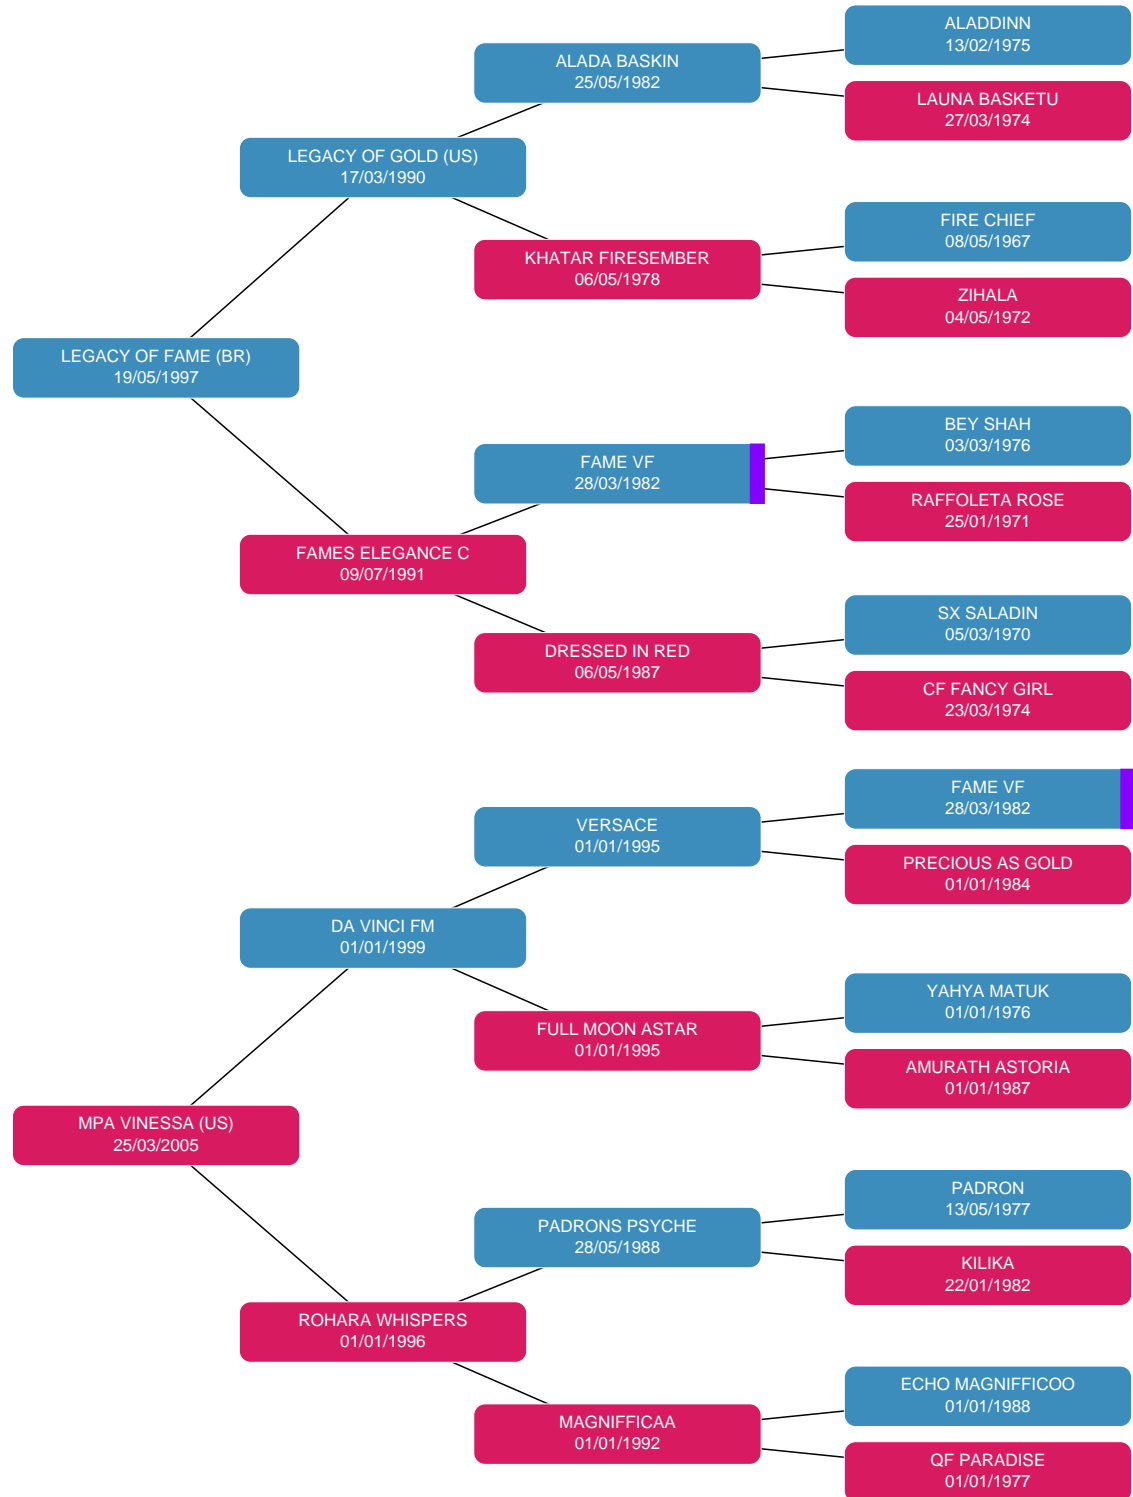 ALADDINN
13/02/1975
ALADA BASKIN
25/05/1982
LAUNA BASKETU
27/03/1974
LEGACY OF GOLD (US)
17/03/1990
FIRE CHIEF
08/05/1967
KHATAR FIRESEMBER
06/05/1978
ZIHALA
04/05/1972
LEGACY OF FAME (BR)
19/05/1997
BEY SHAH
03/03/1976
FAME VF
28/03/1982
RAFFOLETA ROSE
25/01/1971
FAMES ELEGANCE C
09/07/1991
SX SALADIN
05/03/1970
DRESSED IN RED
06/05/1987
CF FANCY GIRL
23/03/1974
FAME VF
28/03/1982
VERSACE
01/01/1995
PRECIOUS AS GOLD
01/01/1984
DA VINCI FM
01/01/1999
YAHYA MATUK
01/01/1976
FULL MOON ASTAR
01/01/1995
AMURATH ASTORIA
01/01/1987
MPA VINESSA (US)
25/03/2005
PADRON
13/05/1977
PADRONS PSYCHE
28/05/1988
KILIKA
22/01/1982
ROHARA WHISPERS
01/01/1996
ECHO MAGNIFFICOO
01/01/1988
MAGNIFFICAA
01/01/1992
QF PARADISE
01/01/1977